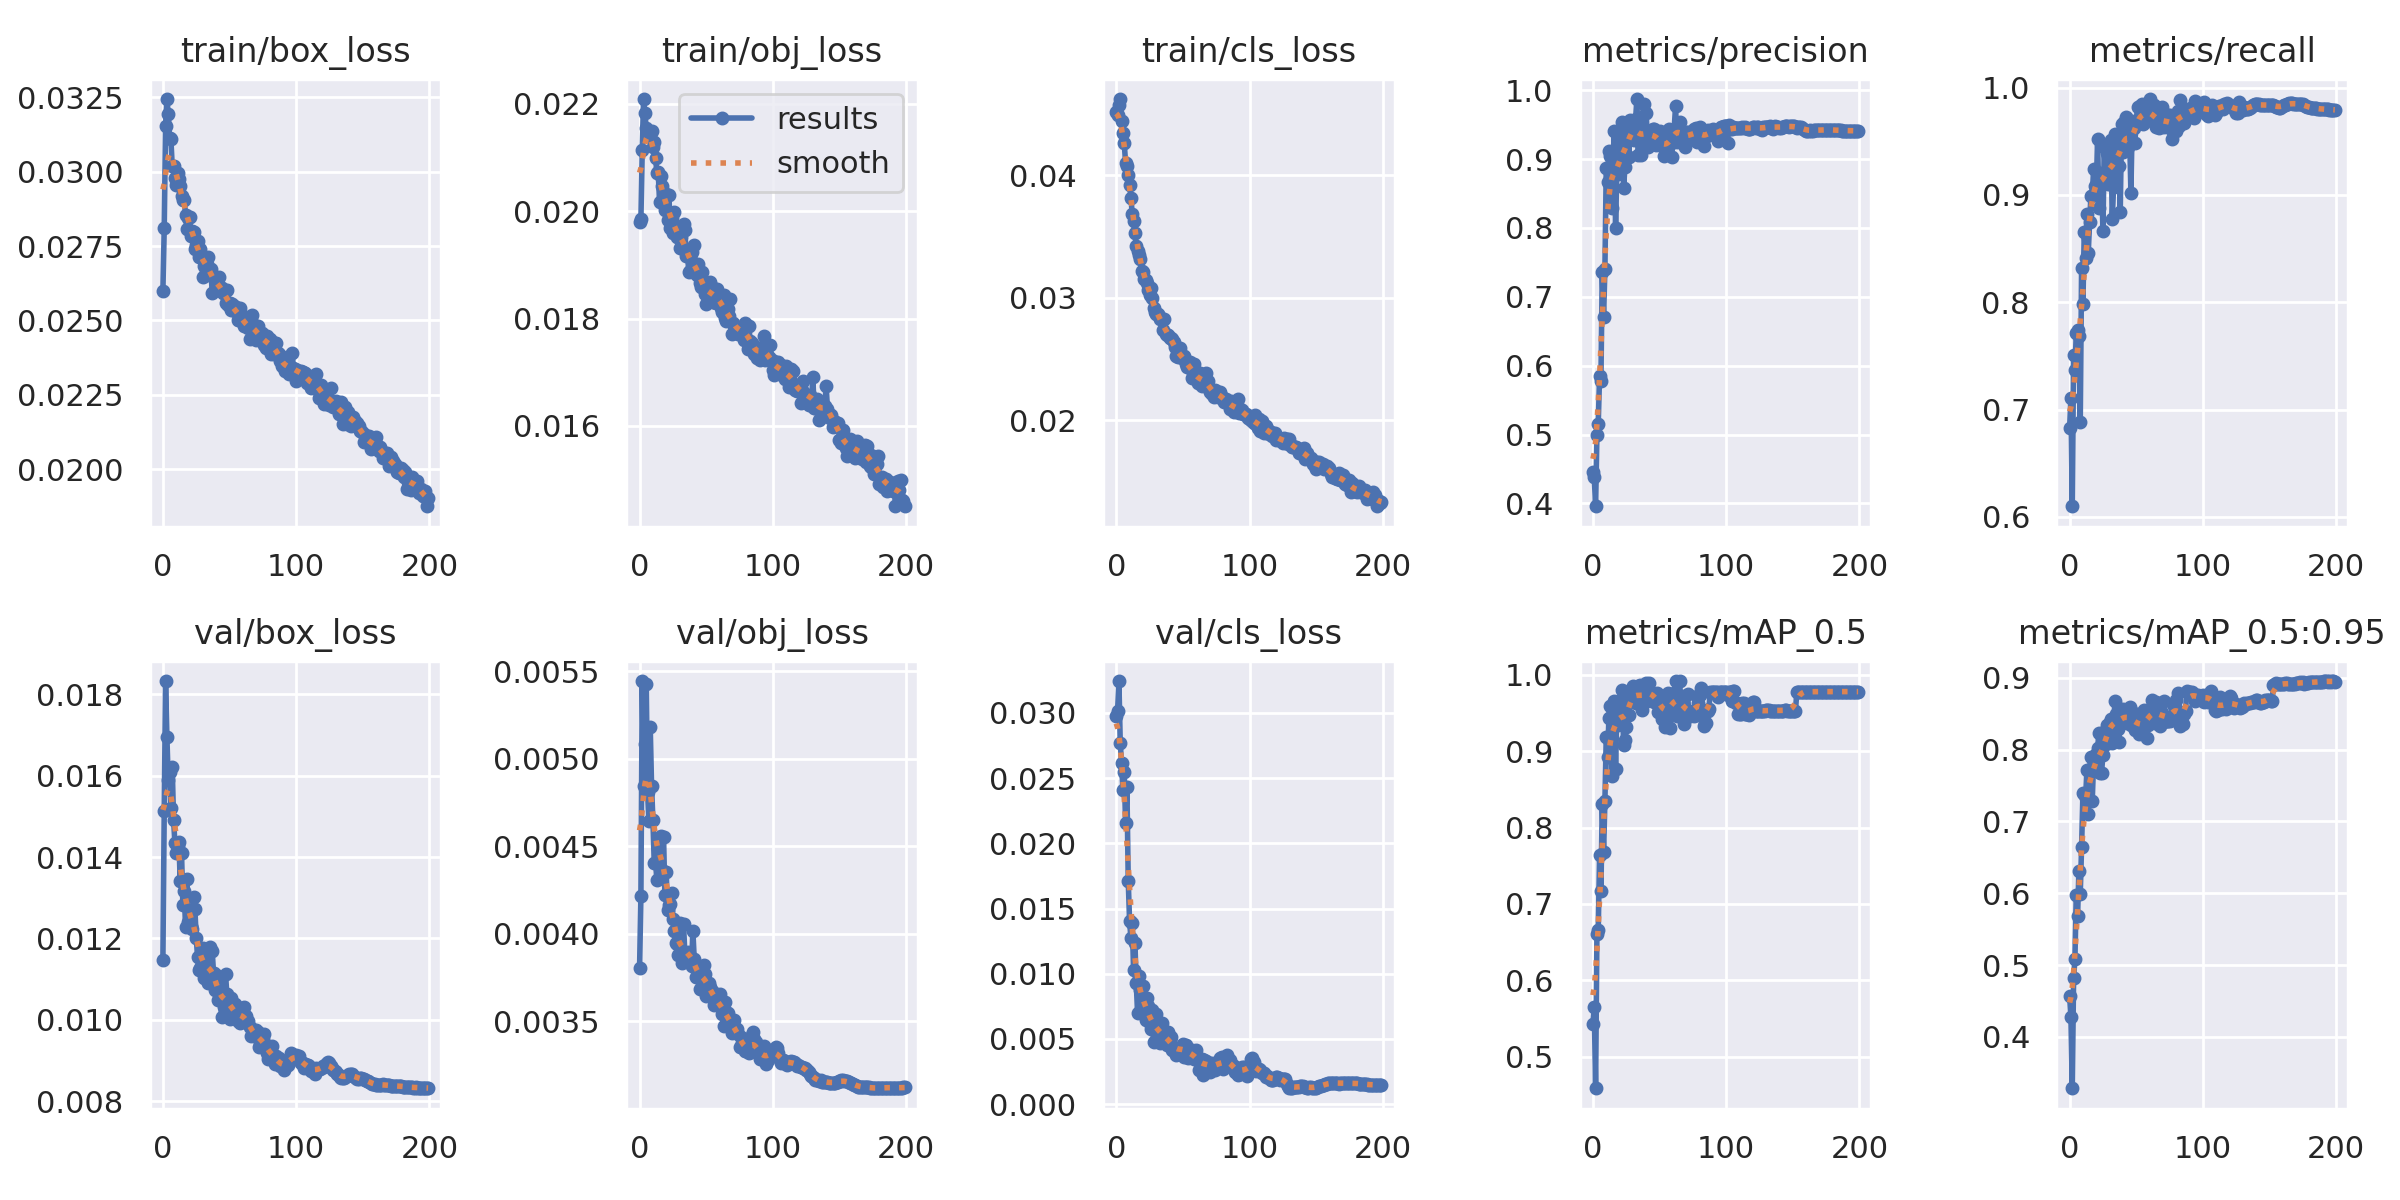 train/box_loss
train/obj_loss
train/cls_loss
metrics/precision
metrics/recall
0.0325
0.0300
0.0275
0.0250
0.0225
0.0200
0 100 200
0.022
0.020
0.018
0.016
results
smooth
0 100 200
0.04
0.03
0.02
0 100 200
1.0
0.9
0.8
0.7
0.6
0.5
0.4
0 100 200
1.0
0.9
0.8
0.7
0.6
0 100 200
val/box_loss
val/obj_loss
val/cls_loss
metrics/mAP_0.5
metrics/mAP_0.5:0.95
0.018
0.016
0.014
0.012
0.010
0.008
0 100 200
0.0055
0.0050
0.0045
0.0040
0.0035
0 100 200
0.030
0.025
0.020
0.015
0.010
0.005
0.000
0 100 200
1.0
0.9
0.8
0.7
0.6
0.5
0 100 200
0.9
0.8
0.7
0.6
0.5
0.4
0 100 200